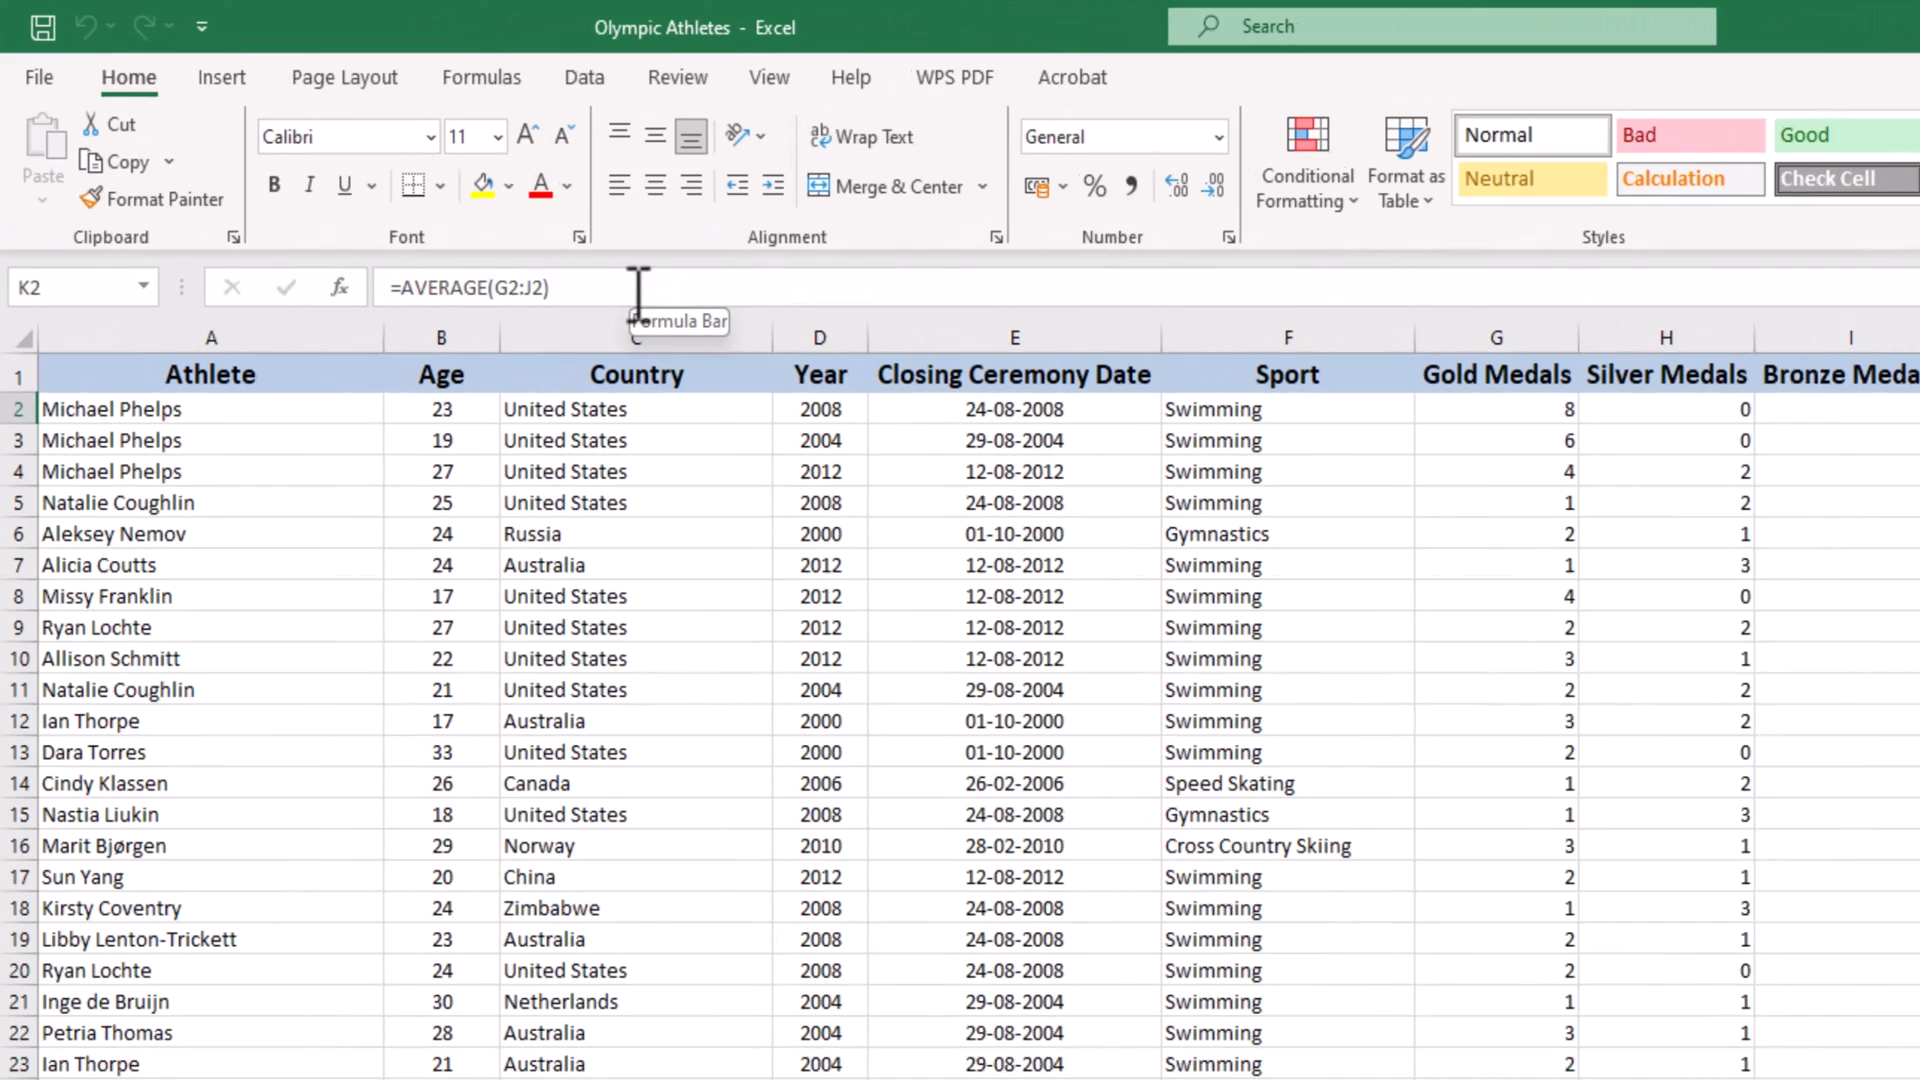 Olympic Athletes - Excel
Search
File Home Insert Page Layout Formulas Data Review View Help WPS PDF Acrobat
Paste
Cut
Copy
Format Painter
Clipboard
Calibri 11
B I U
Font
Wrap Text
Merge & Center
Alignment
General
Number
Conditional Formatting
Format as Table
Normal Bad Good
Neutral Calculation Check Cell
Styles
K2 fx =AVERAGE(G2:J2)
Formula Bar
A B C D E F G H I
1 Athlete Age Country Year Closing Ceremony Date Sport Gold Medals Silver Medals Bronze Meda
2 Michael Phelps 23 United States 2008 24-08-2008 Swimming 8 0
3 Michael Phelps 19 United States 2004 29-08-2004 Swimming 6 0
4 Michael Phelps 27 United States 2012 12-08-2012 Swimming 4 2
5 Natalie Coughlin 25 United States 2008 24-08-2008 Swimming 1 2
6 Aleksey Nemov 24 Russia 2000 01-10-2000 Gymnastics 2 1
7 Alicia Coutts 24 Australia 2012 12-08-2012 Swimming 1 3
8 Missy Franklin 17 United States 2012 12-08-2012 Swimming 4 0
9 Ryan Lochte 27 United States 2012 12-08-2012 Swimming 2 2
10 Allison Schmitt 22 United States 2012 12-08-2012 Swimming 3 1
11 Natalie Coughlin 21 United States 2004 29-08-2004 Swimming 2 2
12 Ian Thorpe 17 Australia 2000 01-10-2000 Swimming 3 2
13 Dara Torres 33 United States 2000 01-10-2000 Swimming 2 0
14 Cindy Klassen 26 Canada 2006 26-02-2006 Speed Skating 1 2
15 Nastia Liukin 18 United States 2008 24-08-2008 Gymnastics 1 3
16 Marit Bjørgen 29 Norway 2010 28-02-2010 Cross Country Skiing 3 1
17 Sun Yang 20 China 2012 12-08-2012 Swimming 2 1
18 Kirsty Coventry 24 Zimbabwe 2008 24-08-2008 Swimming 1 3
19 Libby Lenton-Trickett 23 Australia 2008 24-08-2008 Swimming 2 1
20 Ryan Lochte 24 United States 2008 24-08-2008 Swimming 2 0
21 Inge de Bruijn 30 Netherlands 2004 29-08-2004 Swimming 1 1
22 Petria Thomas 28 Australia 2004 29-08-2004 Swimming 3 1
23 Ian Thorpe 21 Australia 2004 29-08-2004 Swimming 2 1